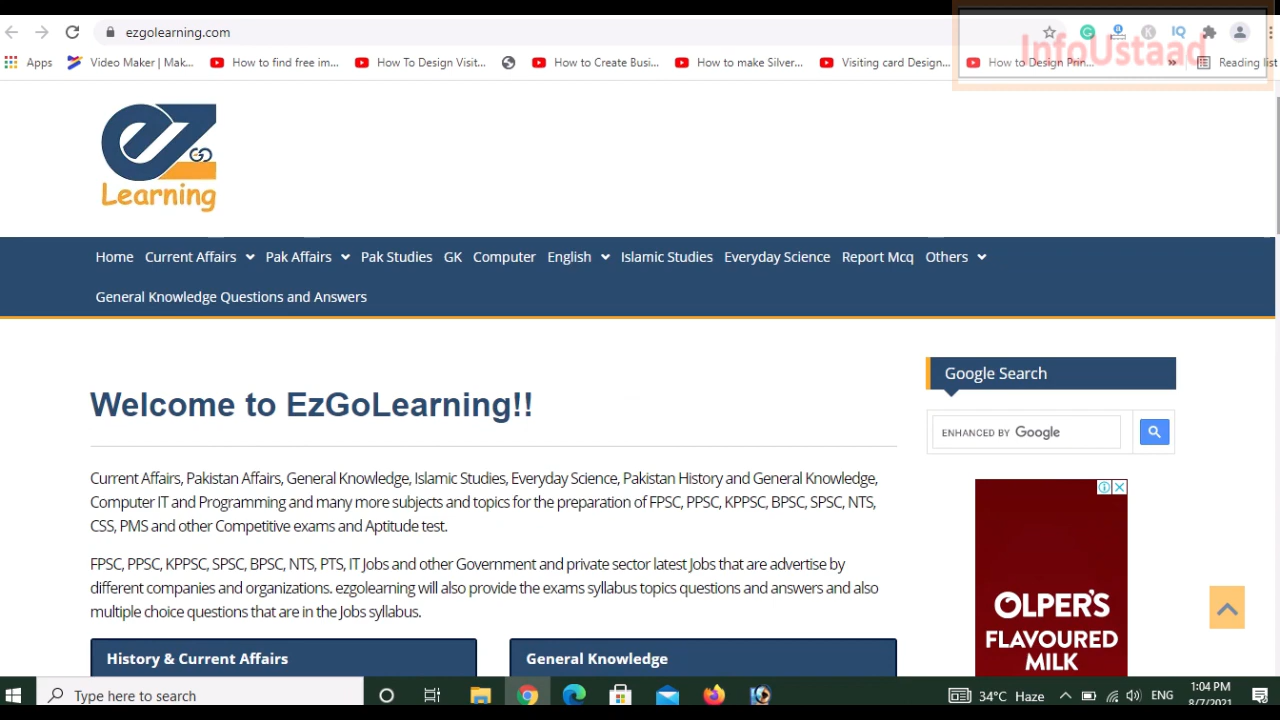 ezgolearning.com
InfoUstaad
Apps Video Maker | Mak... How to find free im... How To Design Visit... How to Create Busi... How to make Silver... Visiting card Design... How to Design Prin... » Reading list
ez
GO
Learning
Home Current Affairs Pak Affairs Pak Studies GK Computer English Islamic Studies Everyday Science Report Mcq Others
General Knowledge Questions and Answers
Google Search
Welcome to EzGoLearning!!
ENHANCED BY Google
Current Affairs, Pakistan Affairs, General Knowledge, Islamic Studies, Everyday Science, Pakistan History and General Knowledge,
Computer IT and Programming and many more subjects and topics for the preparation of FPSC, PPSC, KPPSC, BPSC, SPSC, NTS,
CSS, PMS and other Competitive exams and Aptitude test.
FPSC, PPSC, KPPSC, SPSC, BPSC, NTS, PTS, IT Jobs and other Government and private sector latest Jobs that are advertise by
different companies and organizations. ezgolearning will also provide the exams syllabus topics questions and answers and also
multiple choice questions that are in the Jobs syllabus.
OLPER'S
FLAVOURED
MILK
History & Current Affairs
General Knowledge
Type here to search
34°C Haze
ENG
1:04 PM
8/7/2021